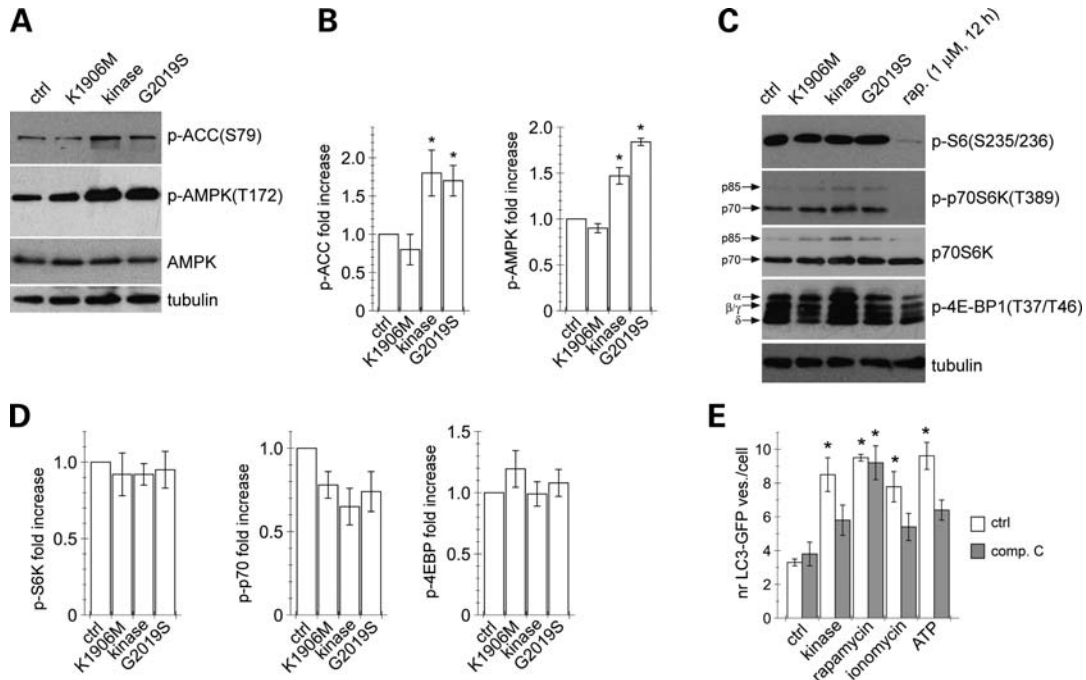 A
ctrl
K1906M
kinase
G2019S
p-ACC(S79)
p-AMPK(T172)
AMPK
tubulin
B
p-ACC fold increase
2.0
1.5
1.0
0.5
0
*
*
ctrl
K1906M
kinase
G2019S
p-AMPK fold increase
2.0
1.5
1.0
0.5
0
*
*
ctrl
K1906M
kinase
G2019S
C
ctrl
K1906M
kinase
G2019S
rap. (1 µM, 12 h)
p-S6(S235/236)
p85
p70
p-p70S6K(T389)
p85
p70
p70S6K
α
β/γ
δ
p-4E-BP1(T37/T46)
tubulin
D
p-S6K fold increase
1.0
0.5
0
ctrl
K1906M
kinase
G2019S
p-p70 fold increase
1.0
0.5
0
ctrl
K1906M
kinase
G2019S
p-4EBP fold increase
1.5
1.0
0.5
0
ctrl
K1906M
kinase
G2019S
E
nr LC3-GFP ves./cell
10
8
6
4
2
0
*
*
*
*
*
ctrl
kinase
rapamycin
ionomycin
ATP
ctrl
comp. C